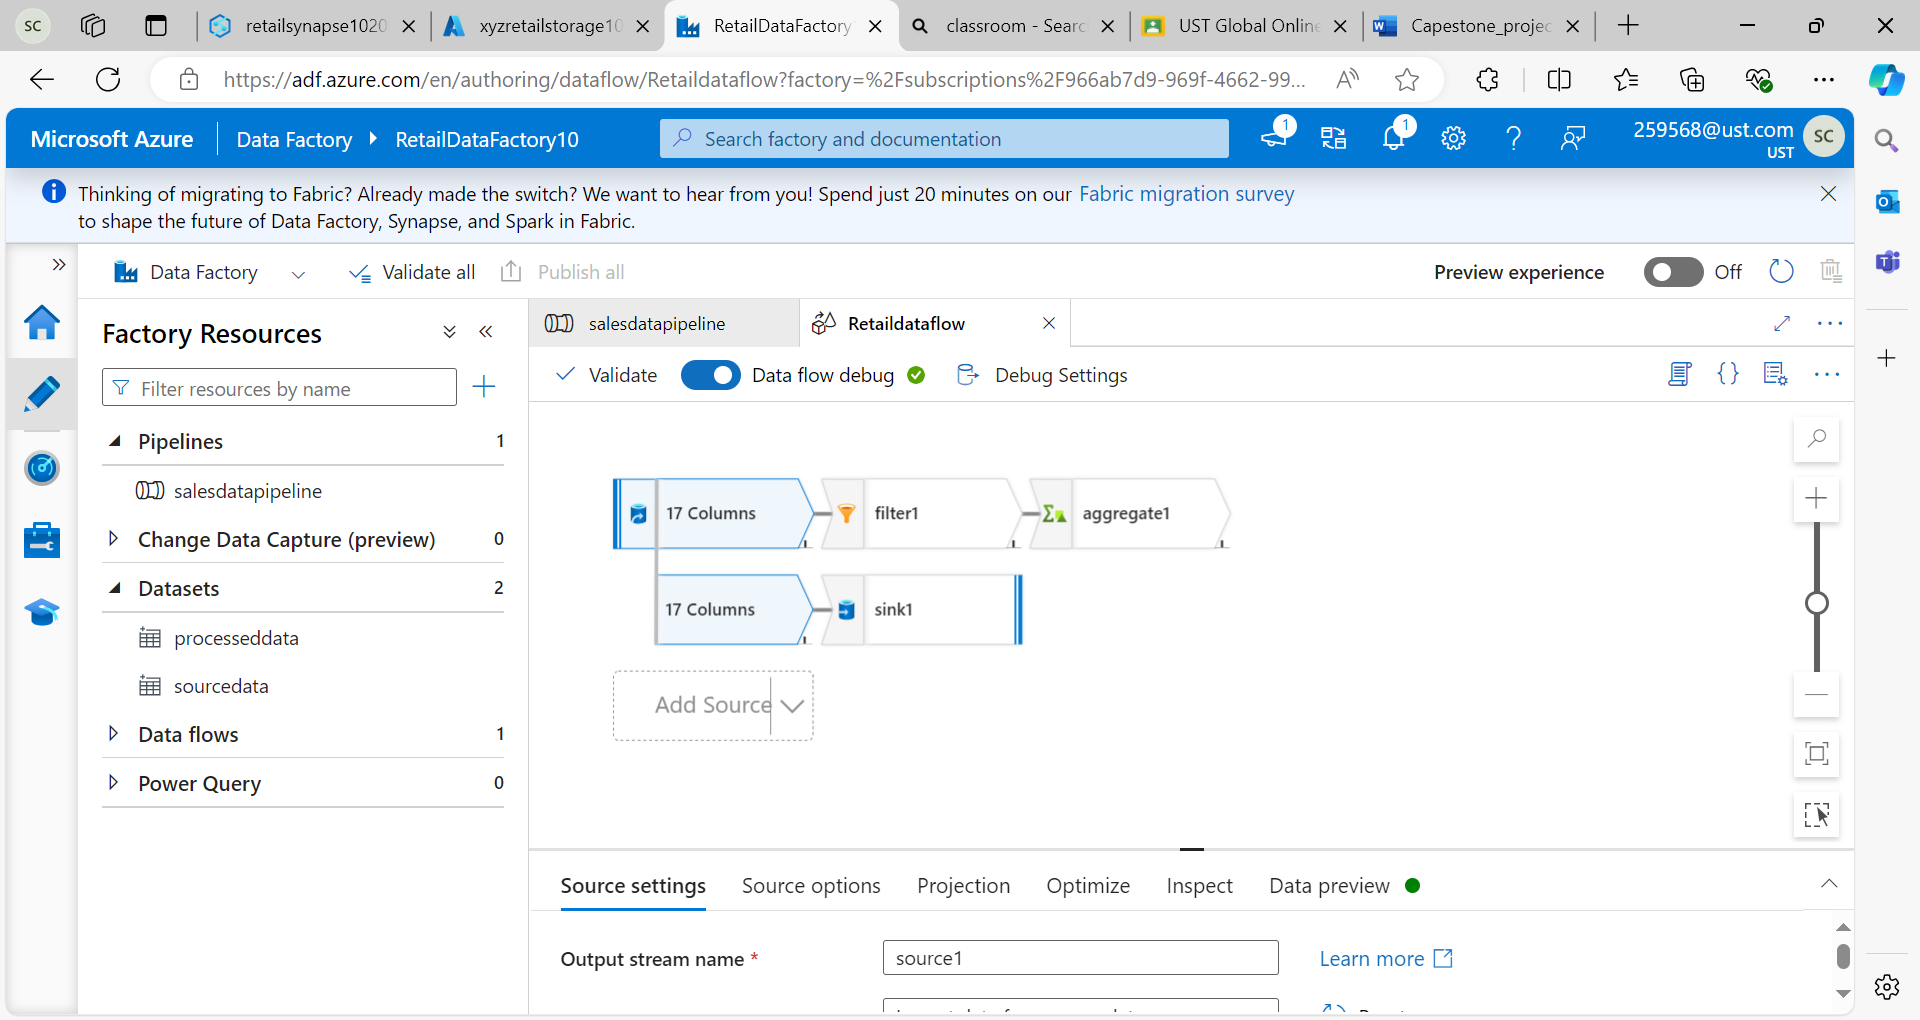 SC
retailsynapse1020
xyzretailstorage10
RetailDataFactory
classroom - Searc
UST Global Online
Capestone_projec
https://adf.azure.com/en/authoring/dataflow/Retaildataflow?factory=%2Fsubscriptions%2F966ab7d9-969f-4662-99...
Microsoft Azure
Data Factory
RetailDataFactory10
Search factory and documentation
1
1
259568@ust.com
UST
SC
Thinking of migrating to Fabric? Already made the switch? We want to hear from you! Spend just 20 minutes on our Fabric migration survey
to shape the future of Data Factory, Synapse, and Spark in Fabric.
Data Factory
Validate all
Publish all
Preview experience
Off
Factory Resources
Filter resources by name
Pipelines 1
salesdatapipeline
Change Data Capture (preview) 0
Datasets 2
processeddata
sourcedata
Data flows 1
Power Query 0
salesdatapipeline
Retaildataflow
Validate
Data flow debug
Debug Settings
17 Columns
filter1
aggregate1
17 Columns
sink1
Add Source
Source settings
Source options
Projection
Optimize
Inspect
Data preview
Output stream name *
source1
Learn more